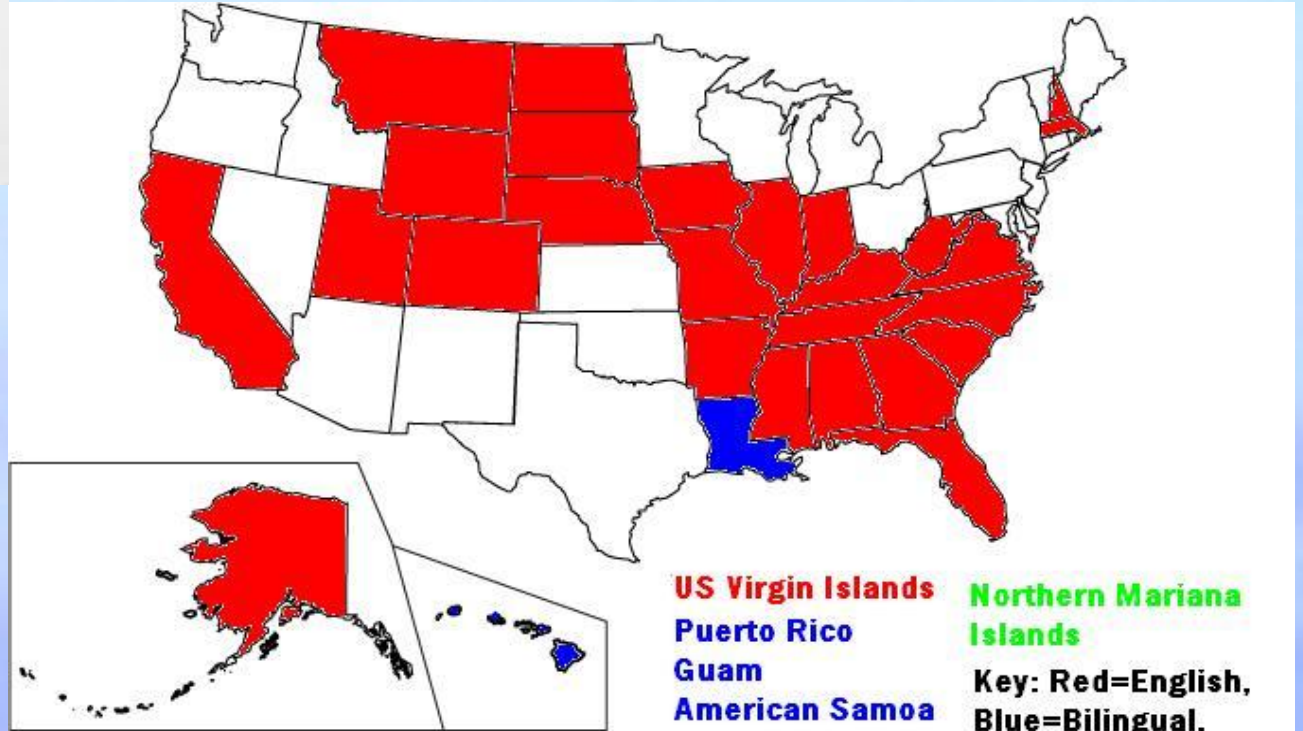 US Virgin Islands
Puerto Rico
Guam
American Samoa
Northern Mariana
Islands
Key: Red=English,
Blue=Bilingual,